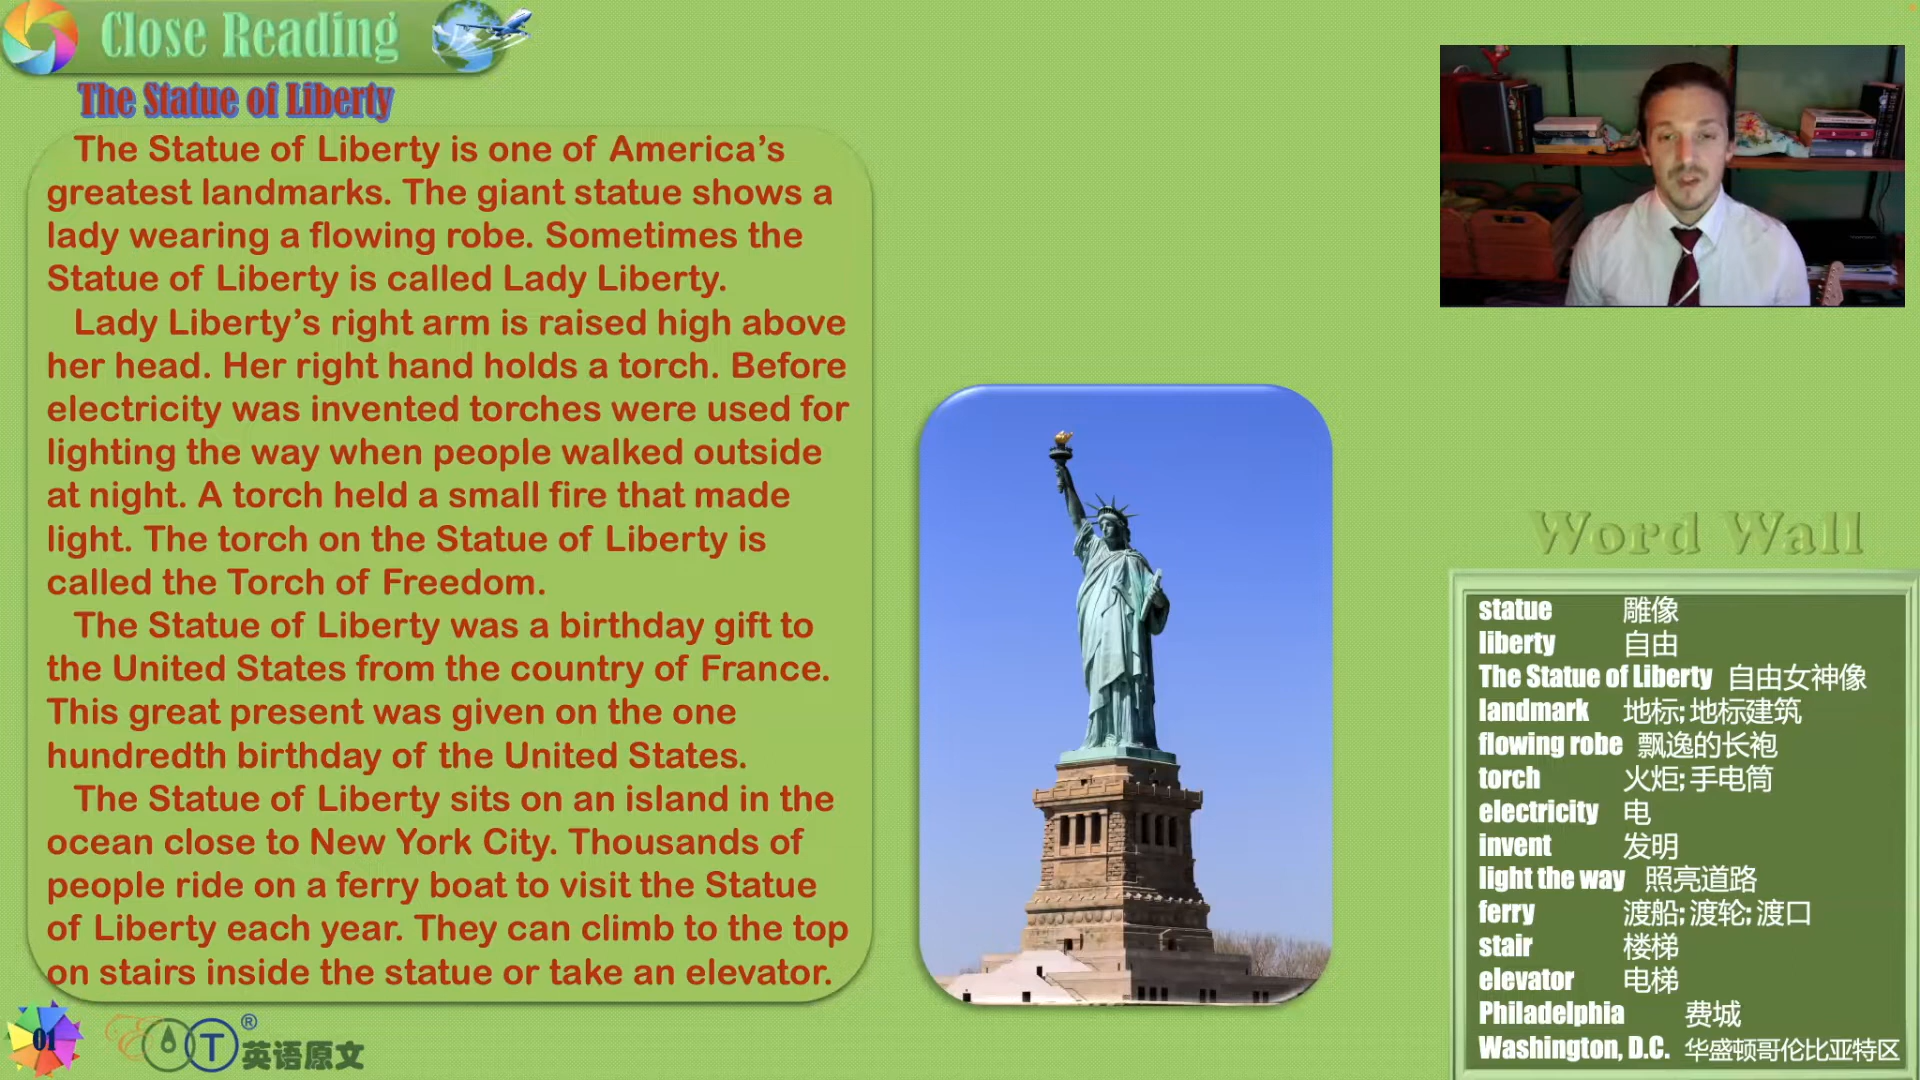 Close Reading
The Statue of Liberty
The Statue of Liberty is one of America’s
greatest landmarks. The giant statue shows a
lady wearing a flowing robe. Sometimes the
Statue of Liberty is called Lady Liberty.
Lady Liberty’s right arm is raised high above
her head. Her right hand holds a torch. Before
electricity was invented torches were used for
lighting the way when people walked outside
at night. A torch held a small fire that made
light. The torch on the Statue of Liberty is
called the Torch of Freedom.
The Statue of Liberty was a birthday gift to
the United States from the country of France.
This great present was given on the one
hundredth birthday of the United States.
The Statue of Liberty sits on an island in the
ocean close to New York City. Thousands of
people ride on a ferry boat to visit the Statue
of Liberty each year. They can climb to the top
on stairs inside the statue or take an elevator.
Word Wall
statue 雕像
liberty 自由
The Statue of Liberty 自由女神像
landmark 地标; 地标建筑
flowing robe 飘逸的长袍
torch 火炬; 手电筒
electricity 电
invent 发明
light the way 照亮道路
ferry 渡船; 渡轮; 渡口
stair 楼梯
elevator 电梯
Philadelphia 费城
Washington, D.C. 华盛顿哥伦比亚特区
01
T® 英语原文